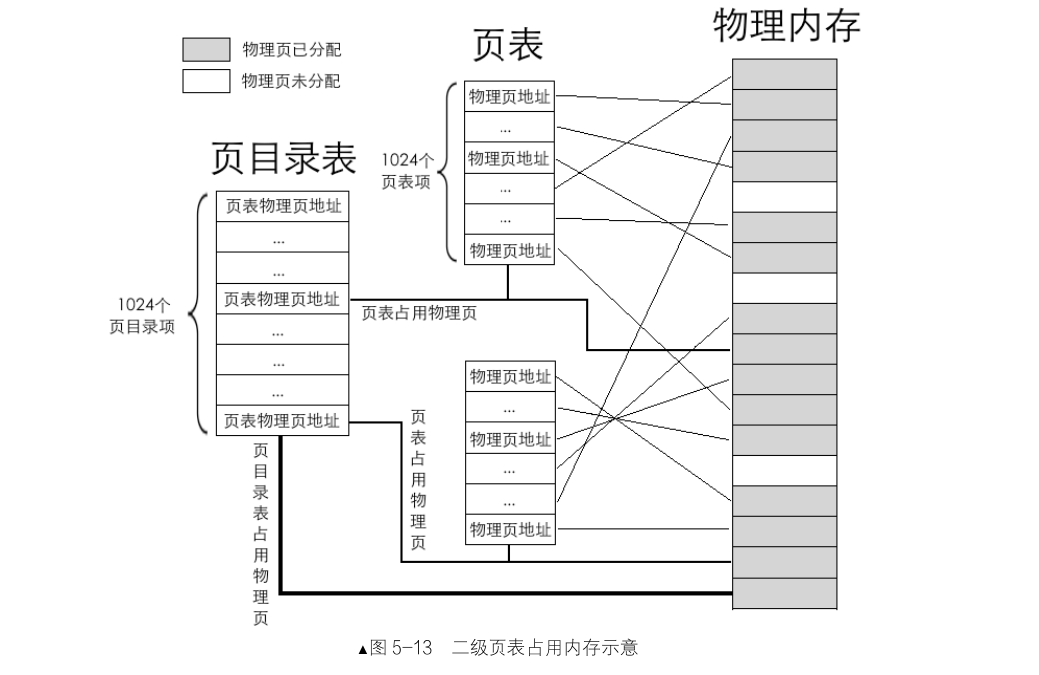 物理内存
页表
物理页已分配
物理页未分配
页目录表
1024个
页表项
物理页地址
...
物理页地址
...
...
物理页地址
1024个
页目录项
页表物理页地址
...
...
页表物理页地址
...
...
...
页表物理页地址
页表占用物理页
物理页地址
...
物理页地址
...
...
物理页地址
页表占用物理页
页目录表占用物理页
▲图 5-13 二级页表占用内存示意